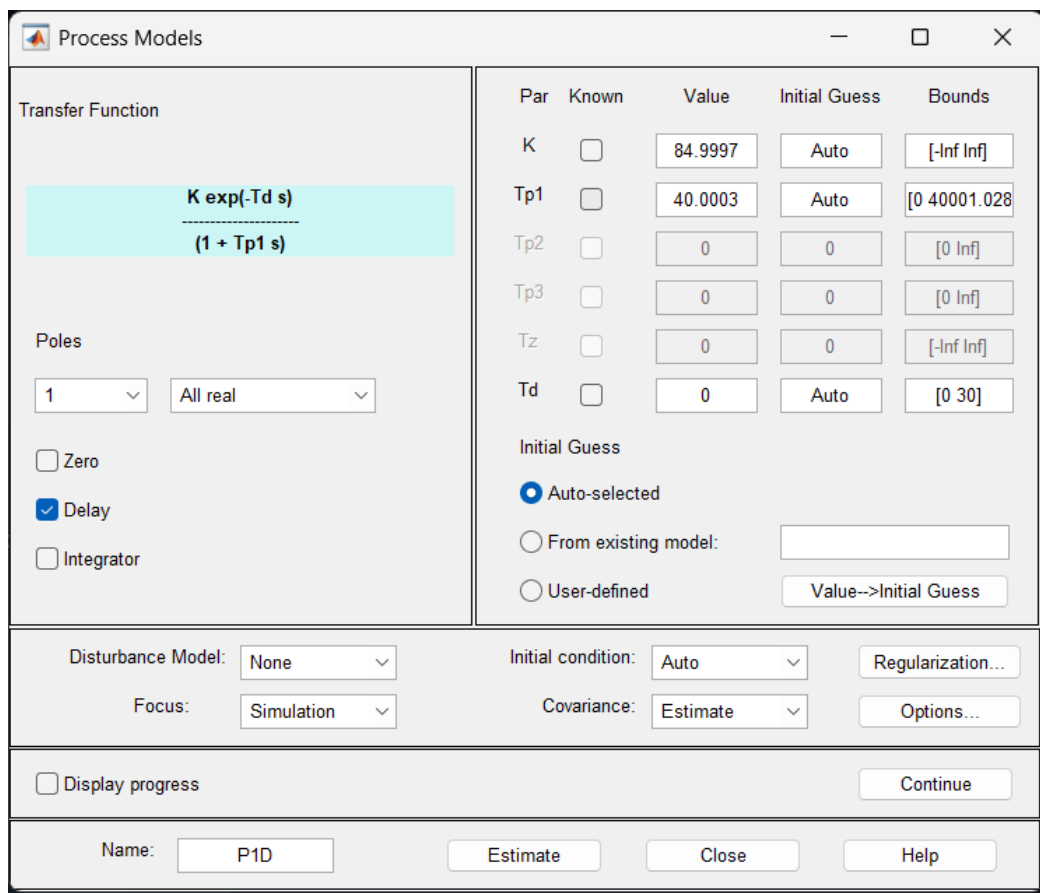 Process Models
Transfer Function
K exp(-Td s)
---------------------
(1 + Tp1 s)
Poles
1 All real
Zero
Delay
Integrator
Par Known Value Initial Guess Bounds
K 84.9997 Auto [-Inf Inf]
Tp1 40.0003 Auto [0 40001.028
Tp2 0 0 [0 Inf]
Tp3 0 0 [0 Inf]
Tz 0 0 [-Inf Inf]
Td 0 Auto [0 30]
Initial Guess
Auto-selected
From existing model:
User-defined Value-->Initial Guess
Disturbance Model: None Initial condition: Auto Regularization...
Focus: Simulation Covariance: Estimate Options...
Display progress Continue
Name: P1D Estimate Close Help